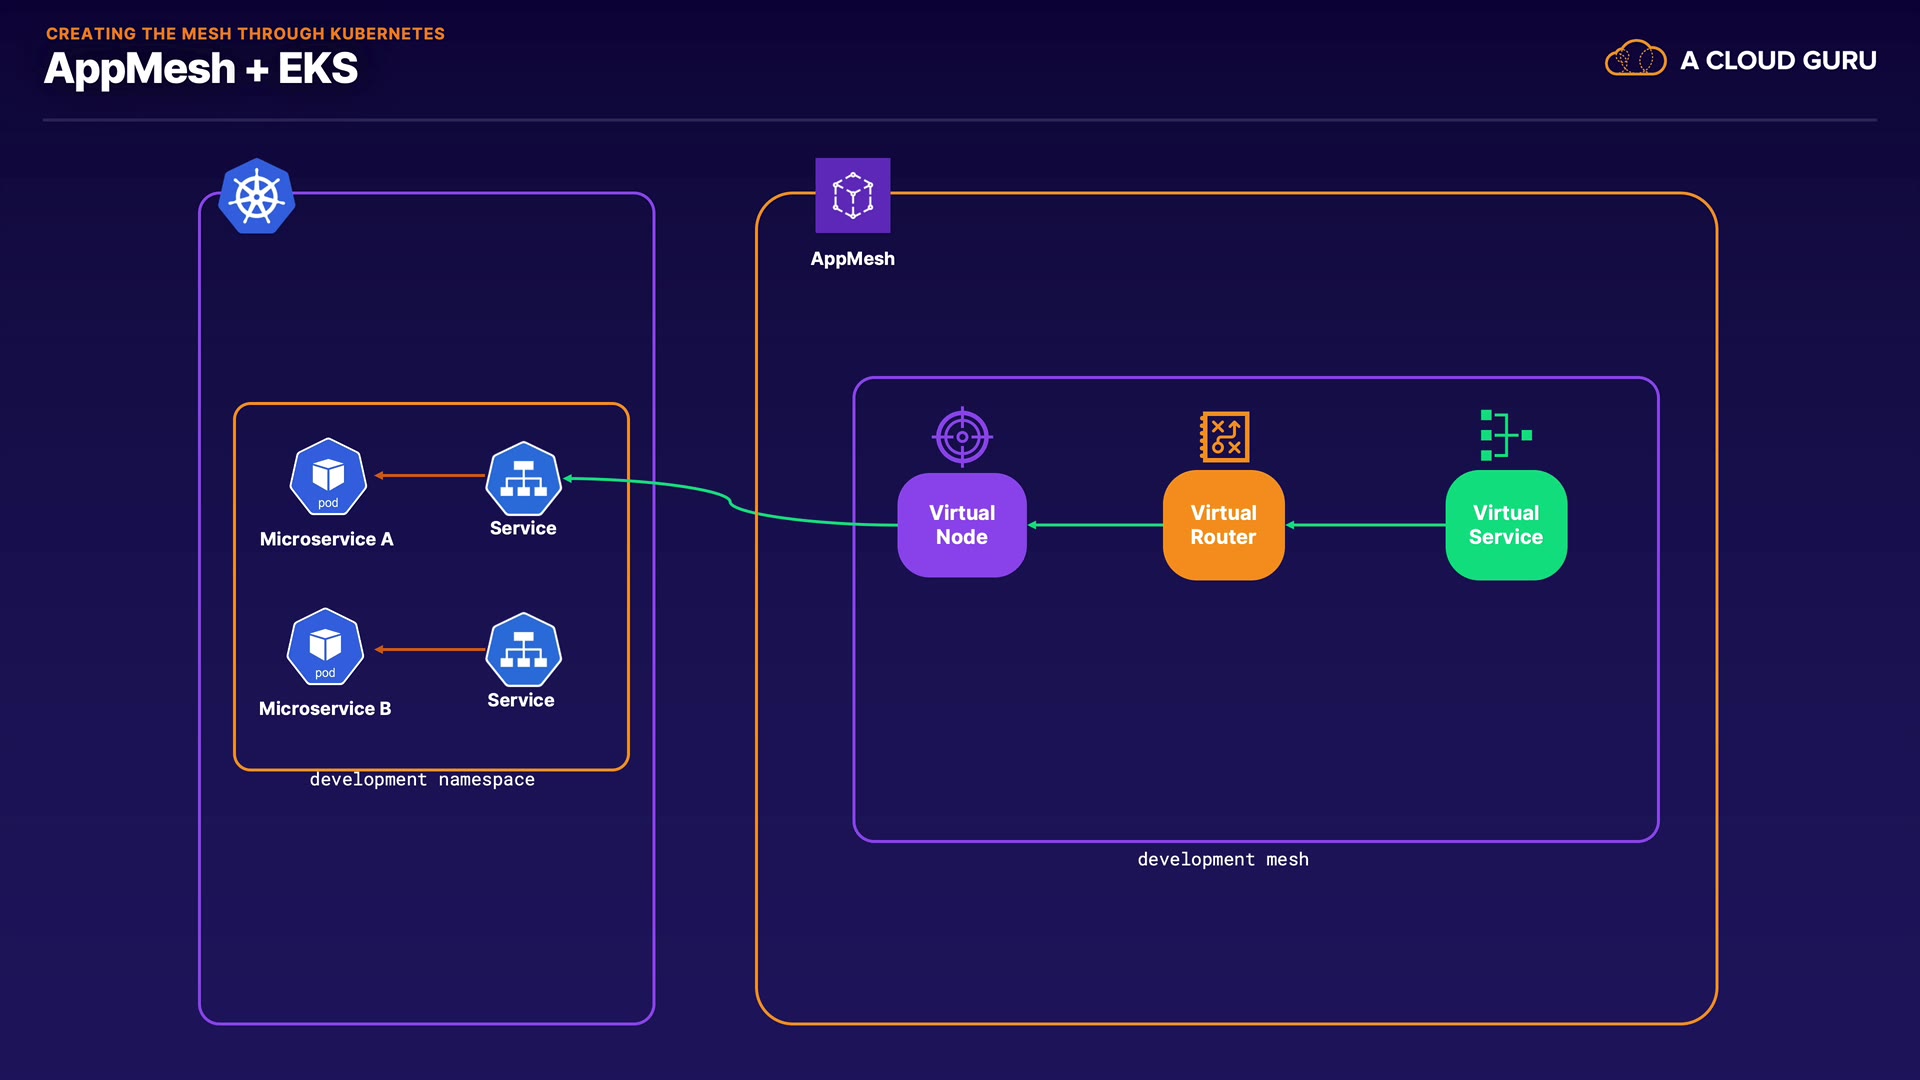 CREATING THE MESH THROUGH KUBERNETES
AppMesh + EKS
A CLOUD GURU
AppMesh
pod
Microservice A
Service
pod
Microservice B
Service
development namespace
Virtual
Node
Virtual
Router
Virtual
Service
development mesh